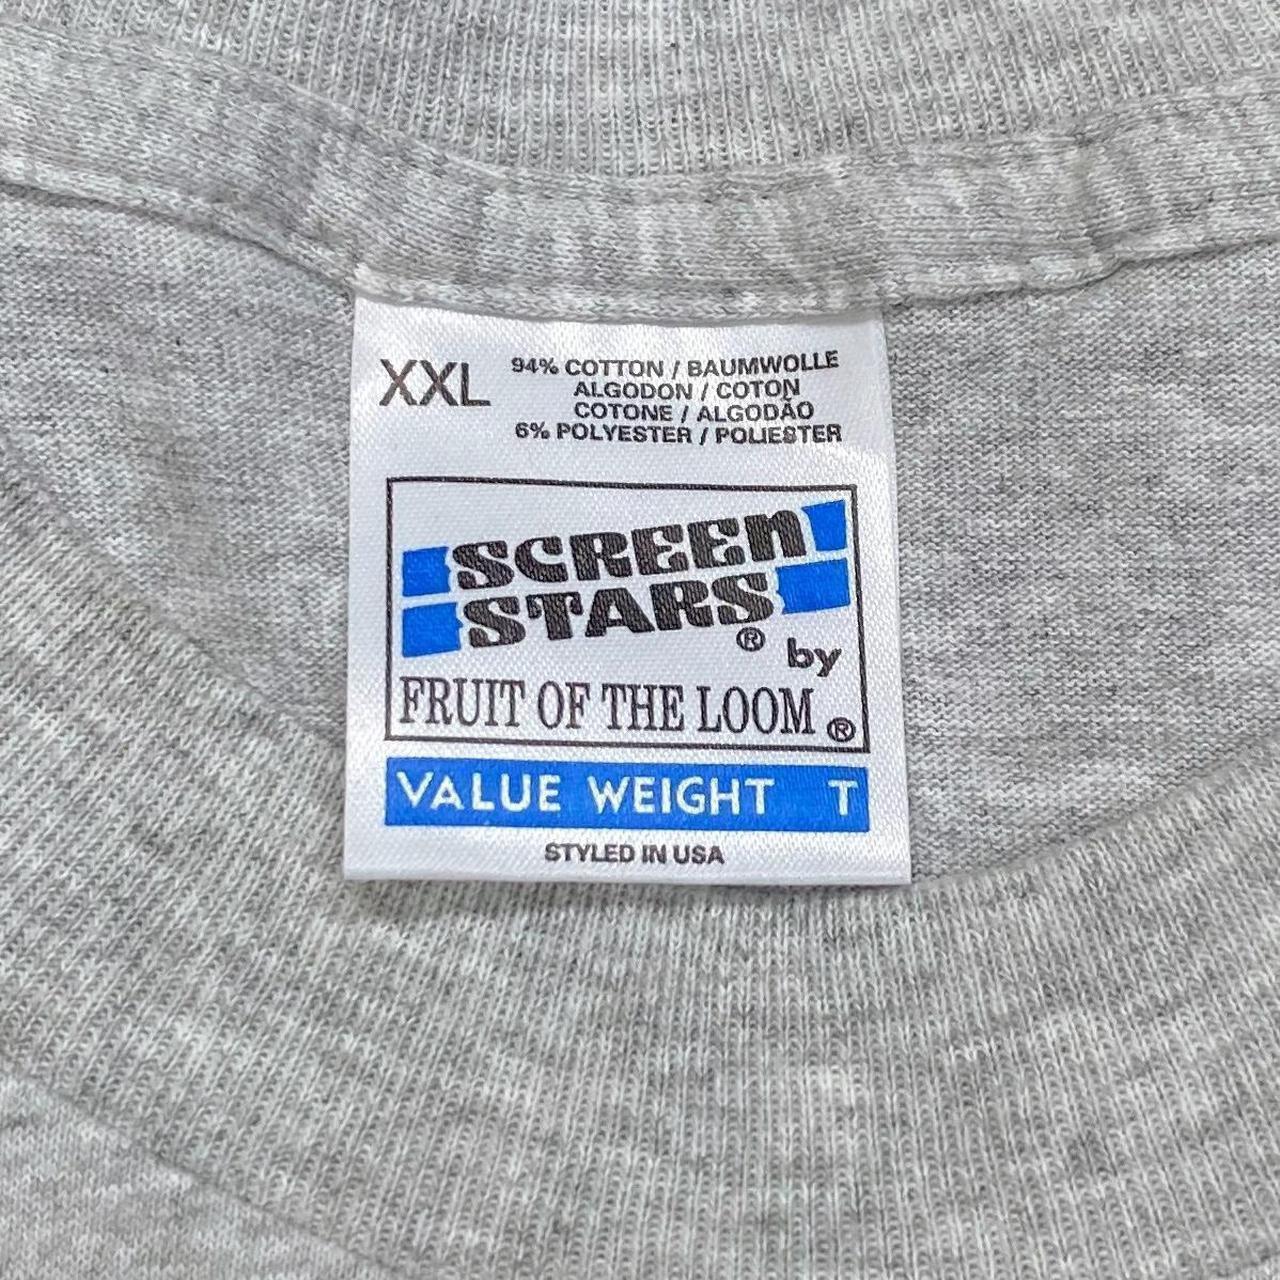 XXL
94% COTTON / BAUMWOLLE
ALGODON / COTON
COTONE / ALGODÃO
6% POLYESTER / POLIESTER
SCREEN
STARS® by
FRUIT OF THE LOOM®
VALUE WEIGHT T
STYLED IN USA